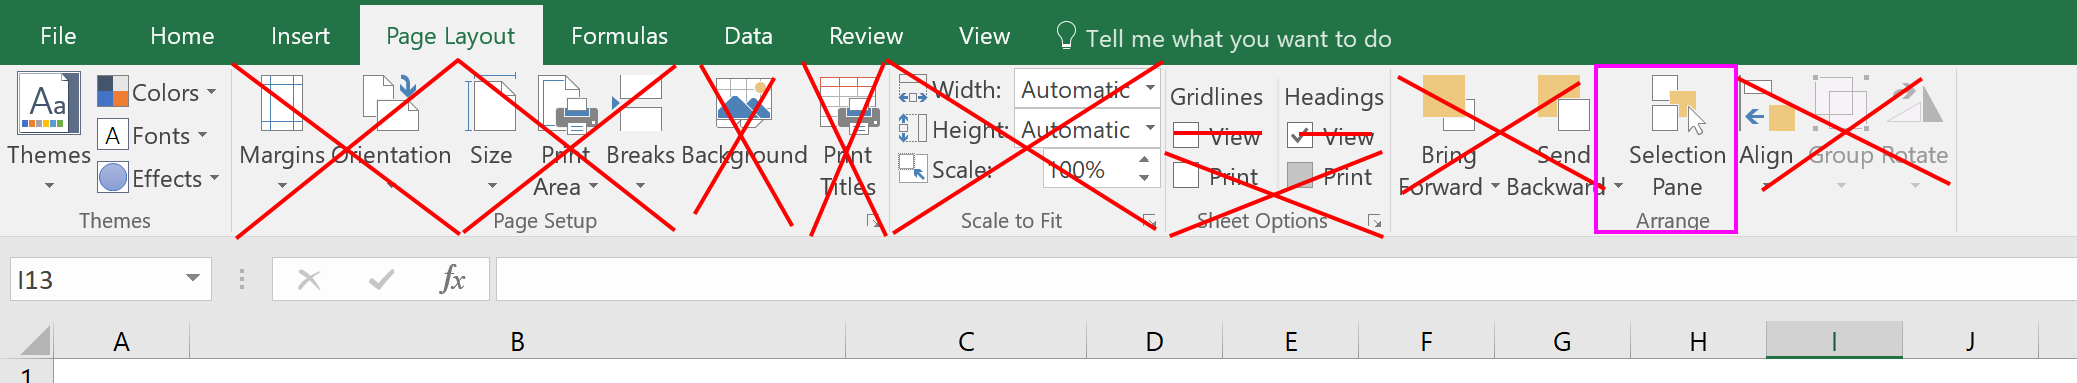 File Home Insert Page Layout Formulas Data Review View Tell me what you want to do
Aa Colors
A Fonts
Effects
Themes
Themes
Margins Orientation Size Print Area Breaks Background Print Titles
Page Setup
Width: Automatic
Height: Automatic
Scale: 100%
Scale to Fit
Gridlines Headings
View View
Print Print
Sheet Options
Bring Forward Send Backward Selection Pane Align Group Rotate
Arrange
I13 fx
A B C D E F G H I J
1